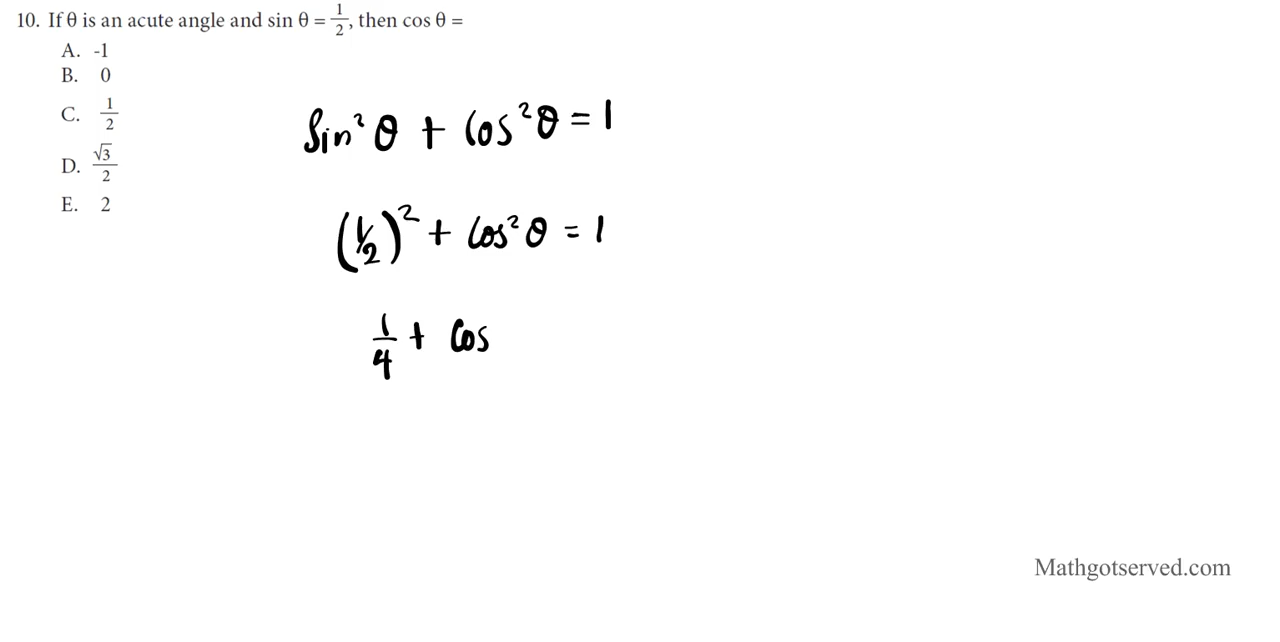 10. If θ is an acute angle and sin θ = 1/2, then cos θ =
A. -1
B. 0
C. 1/2
D. √3/2
E. 2
Sin²θ + Cos²θ = 1
(1/2)² + Cos²θ = 1
1/4 + Cos
Mathgotserved.com